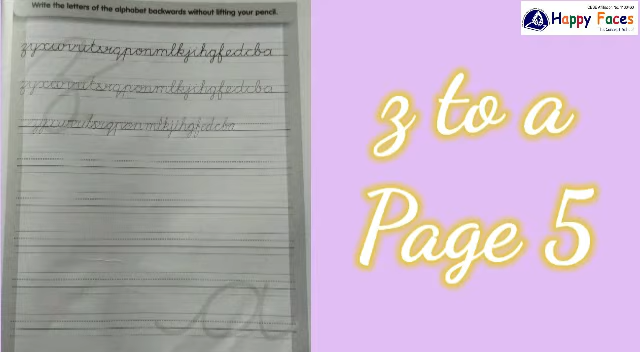 Write the letters of the alphabet backwards without lifting your pencil.
zyxwvutsrqponmlkjihgfedcba
zyxwvutsrqponmlkjihgfedcba
zyxwvutsrqponmlkjihgfedcba
a
Happy Faces
z to a
Page 5